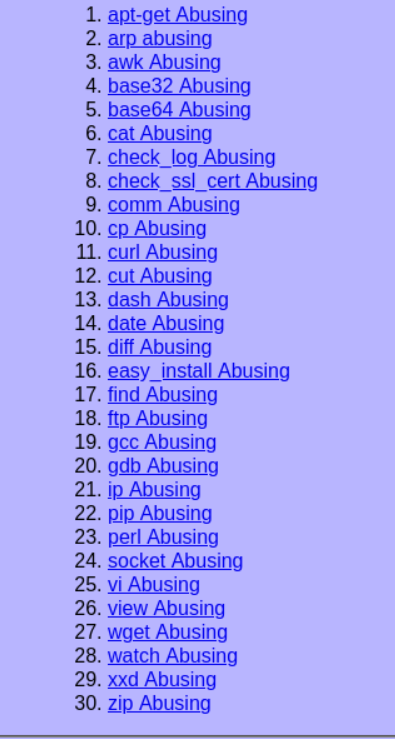 1. apt-get Abusing
2. arp abusing
3. awk Abusing
4. base32 Abusing
5. base64 Abusing
6. cat Abusing
7. check_log Abusing
8. check_ssl_cert Abusing
9. comm Abusing
10. cp Abusing
11. curl Abusing
12. cut Abusing
13. dash Abusing
14. date Abusing
15. diff Abusing
16. easy_install Abusing
17. find Abusing
18. ftp Abusing
19. gcc Abusing
20. gdb Abusing
21. ip Abusing
22. pip Abusing
23. perl Abusing
24. socket Abusing
25. vi Abusing
26. view Abusing
27. wget Abusing
28. watch Abusing
29. xxd Abusing
30. zip Abusing